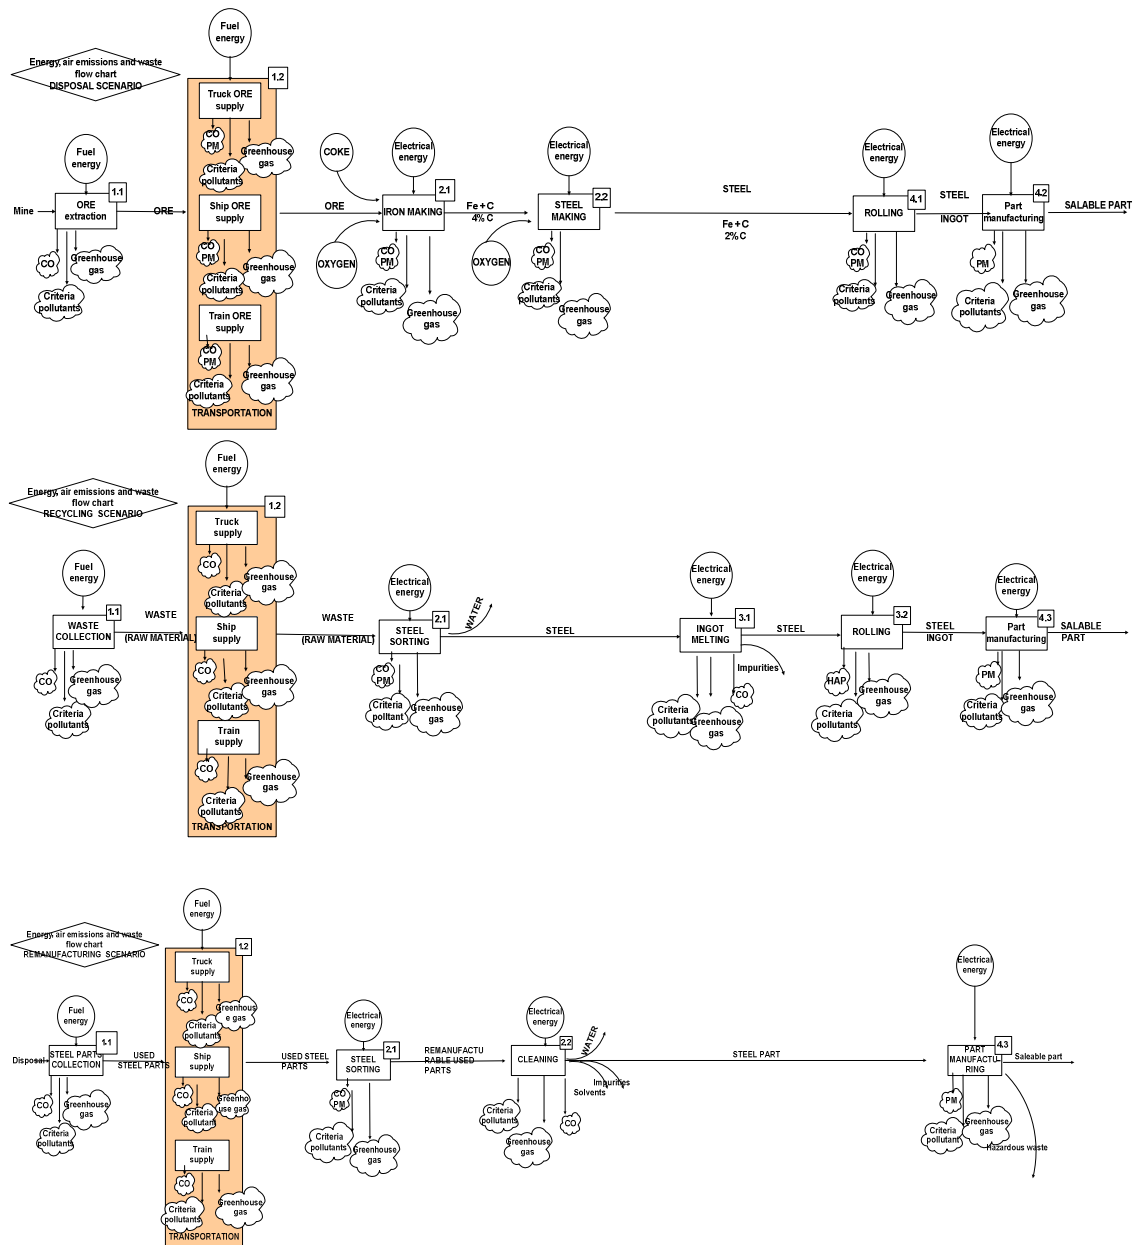 Fuel
energy
Energy, air emissions and waste
flow chart
DISPOSAL SCENARIO
1.2
Truck ORE
supply
CO
PM
Greenhouse
gas
Criteria
pollutants
Fuel
energy
1.1
Mine
ORE
extraction
ORE
CO
Greenhouse
gas
Criteria
pollutants
Ship ORE
supply
CO
PM
Greenhouse
gas
Criteria
pollutants
Train ORE
supply
CO
PM
Greenhouse
gas
Criteria
pollutants
TRANSPORTATION
COKE
ORE
OXYGEN
Electrical
energy
2.1
IRON MAKING
CO
PM
Criteria
pollutants
Greenhouse
gas
Fe + C
4% C
OXYGEN
Electrical
energy
2.2
STEEL
MAKING
CO
PM
Criteria
pollutants
Greenhouse
gas
STEEL
Fe + C
2% C
Electrical
energy
4.1
ROLLING
CO
PM
Criteria
pollutants
Greenhouse
gas
STEEL
INGOT
Electrical
energy
4.2
Part
manufacturing
PM
Criteria
pollutants
Greenhouse
gas
SALABLE PART
Fuel
energy
Energy, air emissions and waste
flow chart
RECYCLING SCENARIO
1.2
Truck
supply
CO
Greenhouse
gas
Criteria
pollutants
Fuel
energy
1.1
WASTE
COLLECTION
CO
Greenhouse
gas
Criteria
pollutants
WASTE
(RAW MATERIAL)
Ship
supply
CO
Greenhouse
gas
Criteria
pollutants
Train
supply
CO
Greenhouse
gas
Criteria
pollutants
TRANSPORTATION
WASTE
(RAW MATERIAL)
Electrical
energy
2.1
STEEL
SORTING
WATER
CO
PM
Criteria
polltant
Greenhouse
gas
STEEL
Electrical
energy
3.1
INGOT
MELTING
Impurities
CO
Criteria
pollutants
Greenhouse
gas
STEEL
Electrical
energy
3.2
ROLLING
HAP
Criteria
pollutants
Greenhouse
gas
STEEL
INGOT
Electrical
energy
4.3
Part
manufacturing
PM
Criteria
pollutants
Greenhouse
gas
SALABLE
PART
Fuel
energy
Energy, air emissions and waste
flow chart
REMANUFACTURING SCENARIO
1.2
Truck
supply
CO
Greenhous
e gas
Criteria
pollutants
Fuel
energy
1.1
Disposal
STEEL PARTS
COLLECTION
CO
Greenhouse
gas
Criteria
pollutants
USED
STEEL PARTS
Ship
supply
CO
Greenho
use gas
Criteria
pollutant
Train
supply
CO
Greenhouse
gas
Criteria
pollutants
TRANSPORTATION
USED STEEL
PARTS
Electrical
energy
2.1
STEEL
SORTING
CO
PM
Criteria
pollutants
Greenhouse
gas
REMANUFACTU
RABLE USED
PARTS
Electrical
energy
2.2
CLEANING
WATER
Impurities
Solvents
Criteria
pollutants
CO
Greenhouse
gas
STEEL PART
Electrical
energy
4.3
PART
MANUFACTU-
RING
PM
Criteria
pollutant
Greenhouse
gas
Hazardous waste
Saleable part